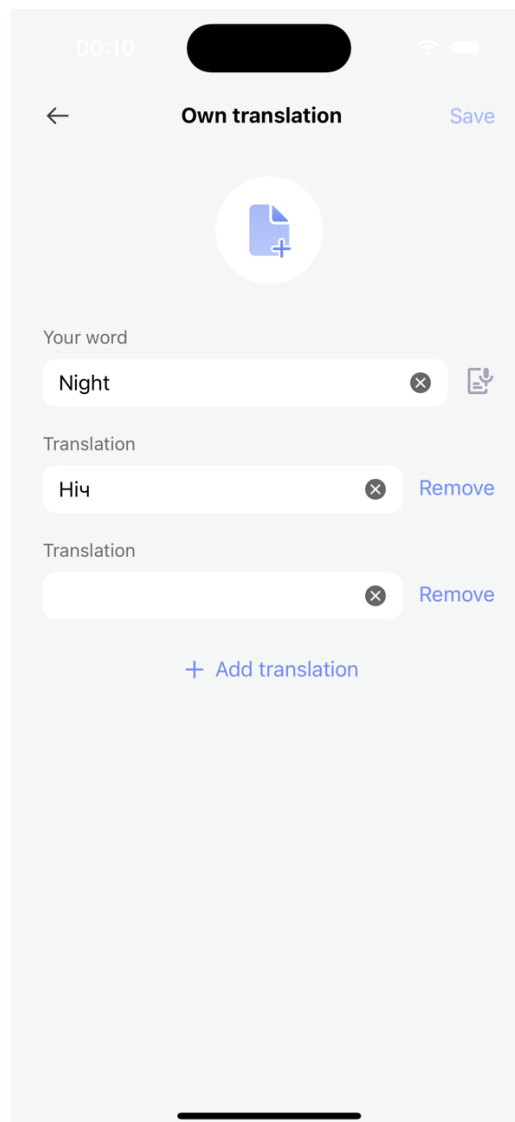 00:10
Own translation Save
Your word
Night
Translation
Ніч Remove
Translation
Remove
+ Add translation